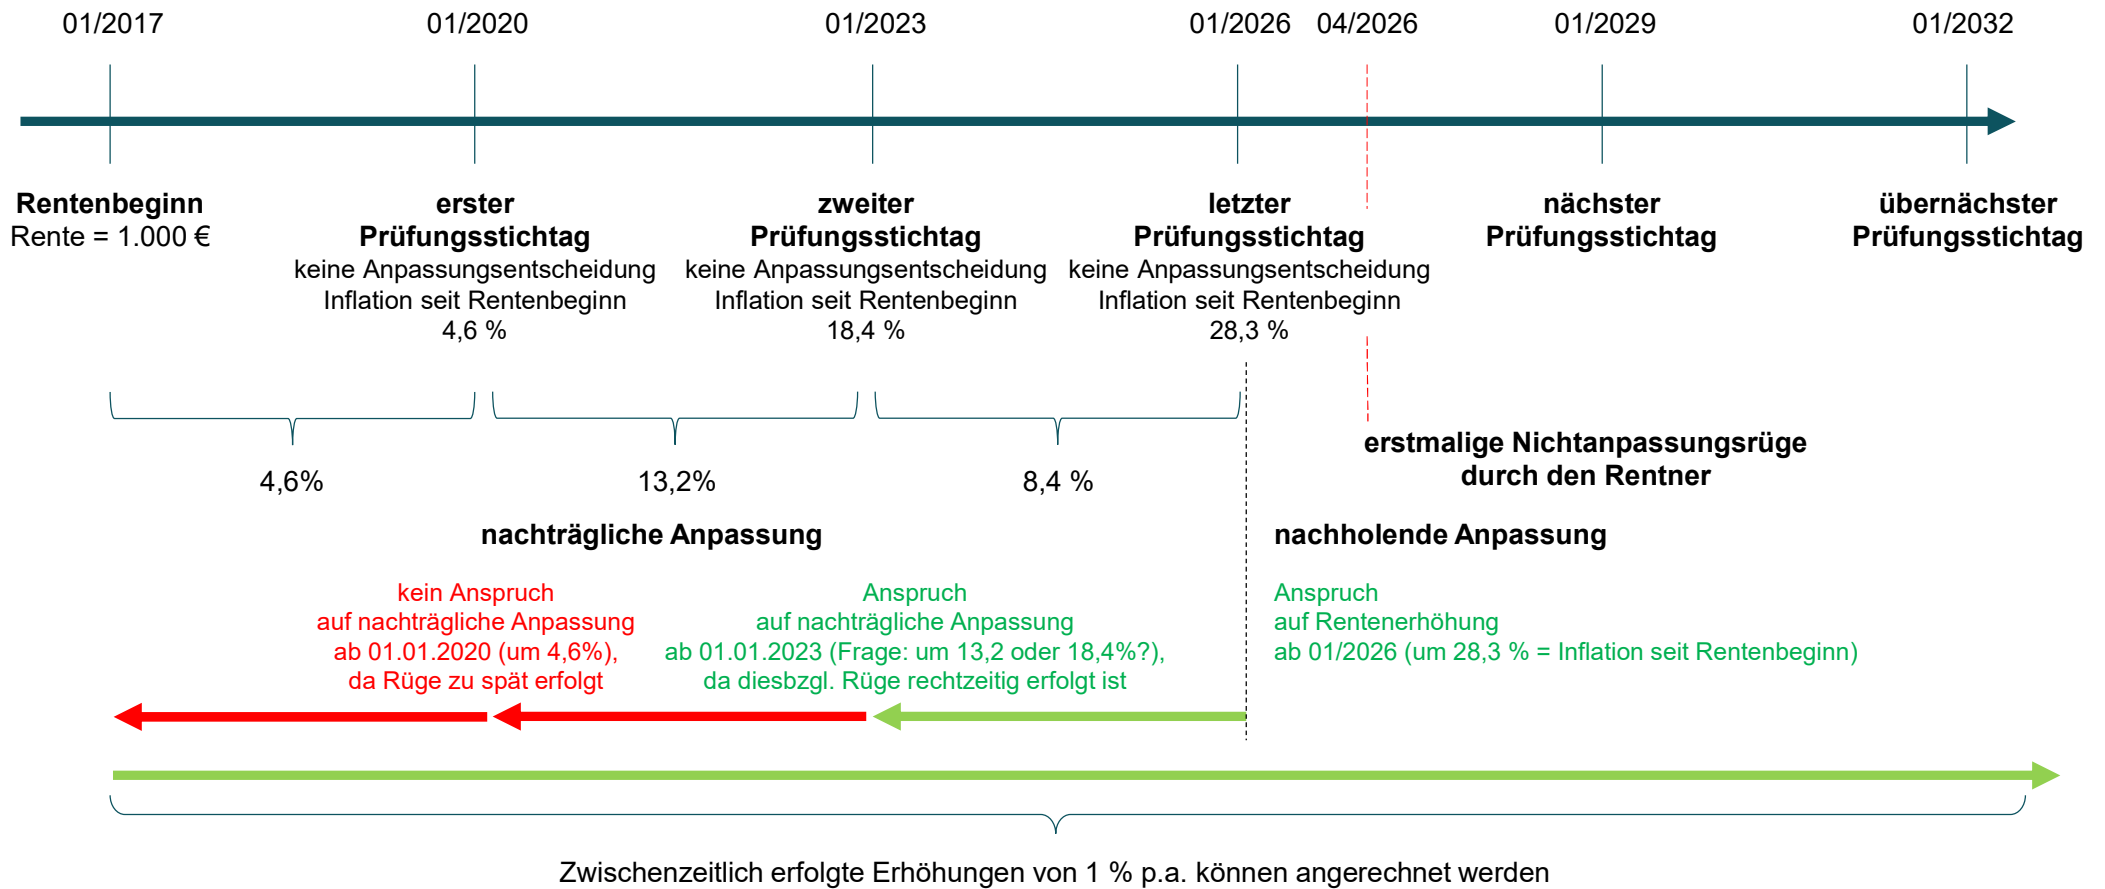 01/2017
01/2020
01/2023
01/2026
04/2026
01/2029
01/2032
Rentenbeginn
Rente = 1.000 €
erster
Prüfungsstichtag
keine Anpassungsentscheidung
Inflation seit Rentenbeginn
4,6 %
zweiter
Prüfungsstichtag
keine Anpassungsentscheidung
Inflation seit Rentenbeginn
18,4 %
letzter
Prüfungsstichtag
keine Anpassungsentscheidung
Inflation seit Rentenbeginn
28,3 %
nächster
Prüfungsstichtag
übernächster
Prüfungsstichtag
4,6%
13,2%
8,4 %
erstmalige Nichtanpassungsrüge
durch den Rentner
nachträgliche Anpassung
nachholende Anpassung
kein Anspruch
auf nachträgliche Anpassung
ab 01.01.2020 (um 4,6%),
da Rüge zu spät erfolgt
Anspruch
auf nachträgliche Anpassung
ab 01.01.2023 (Frage: um 13,2 oder 18,4%?),
da diesbzgl. Rüge rechtzeitig erfolgt ist
Anspruch
auf Rentenerhöhung
ab 01/2026 (um 28,3 % = Inflation seit Rentenbeginn)
Zwischenzeitlich erfolgte Erhöhungen von 1 % p.a. können angerechnet werden